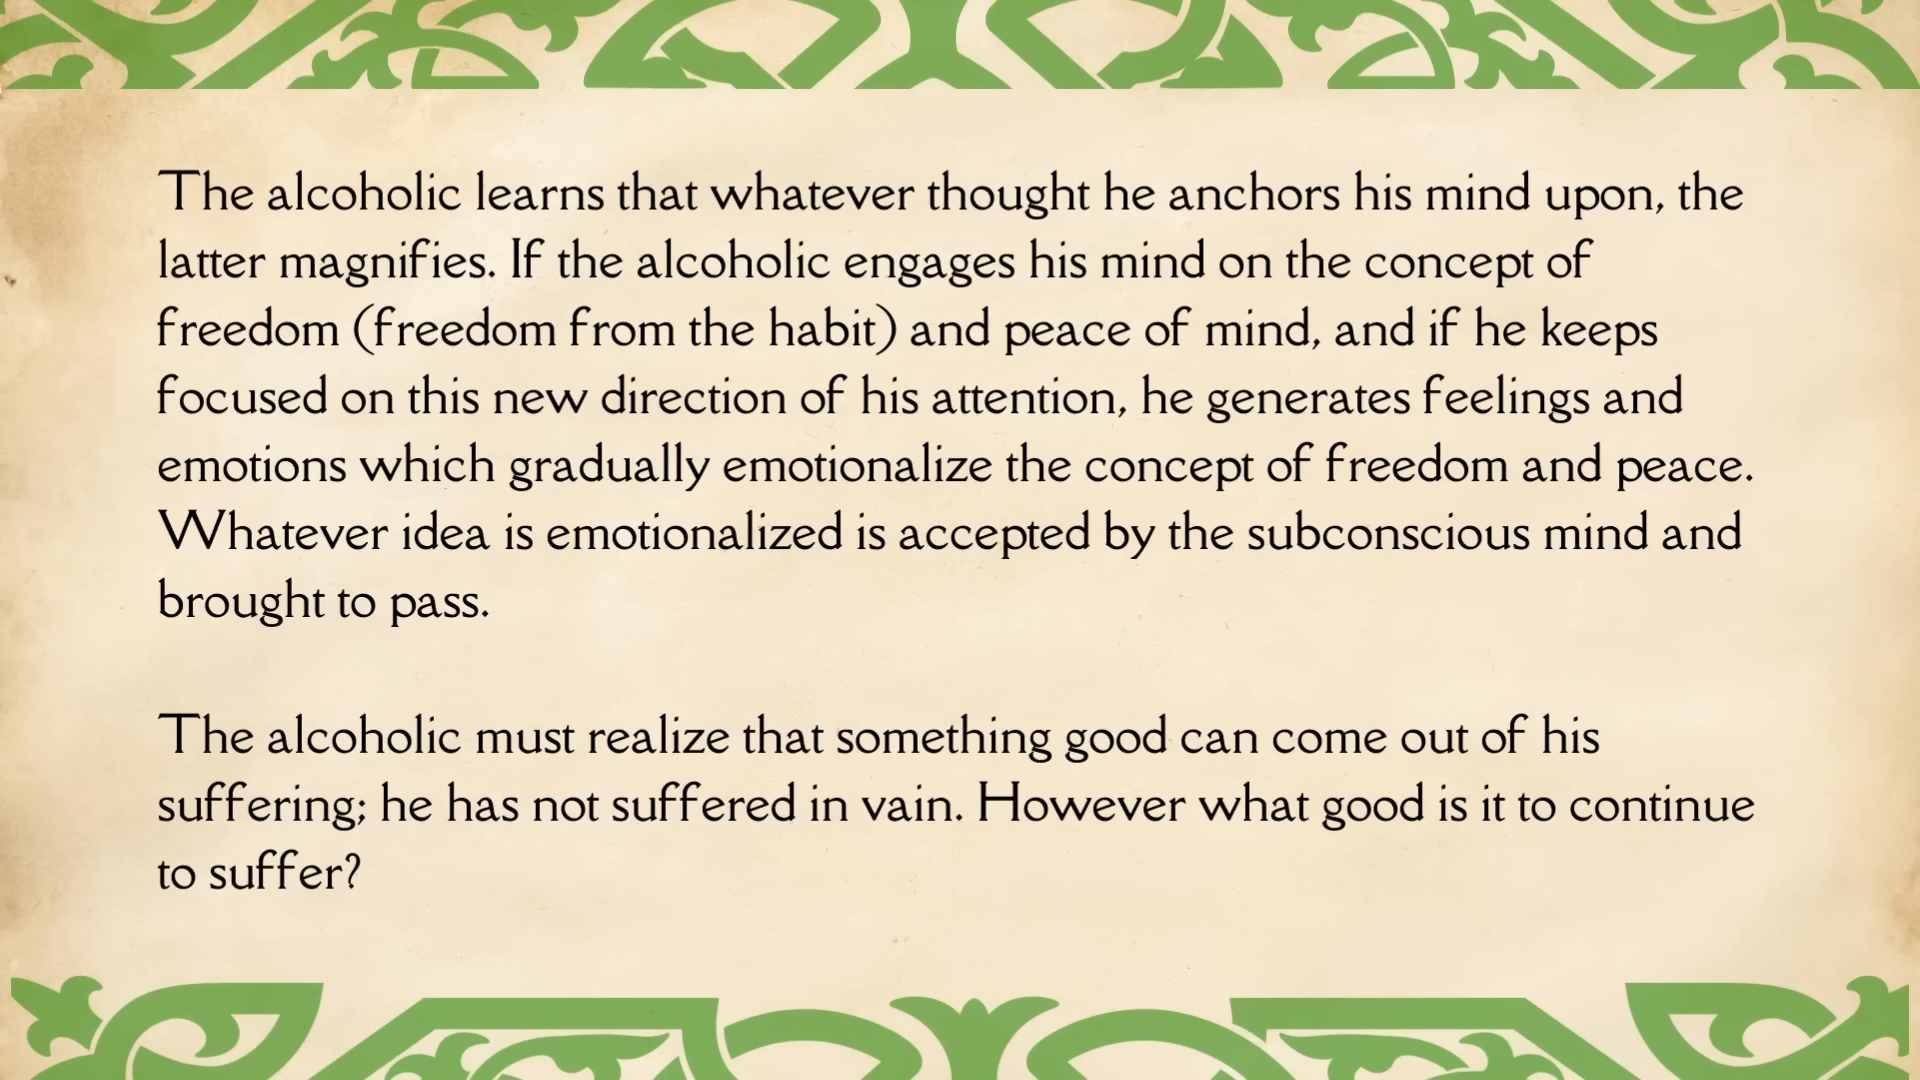 The alcoholic learns that whatever thought he anchors his mind upon, the
latter magnifies. If the alcoholic engages his mind on the concept of
freedom (freedom from the habit) and peace of mind, and if he keeps
focused on this new direction of his attention, he generates feelings and
emotions which gradually emotionalize the concept of freedom and peace.
Whatever idea is emotionalized is accepted by the subconscious mind and
brought to pass.
The alcoholic must realize that something good can come out of his
suffering; he has not suffered in vain. However what good is it to continue
to suffer?